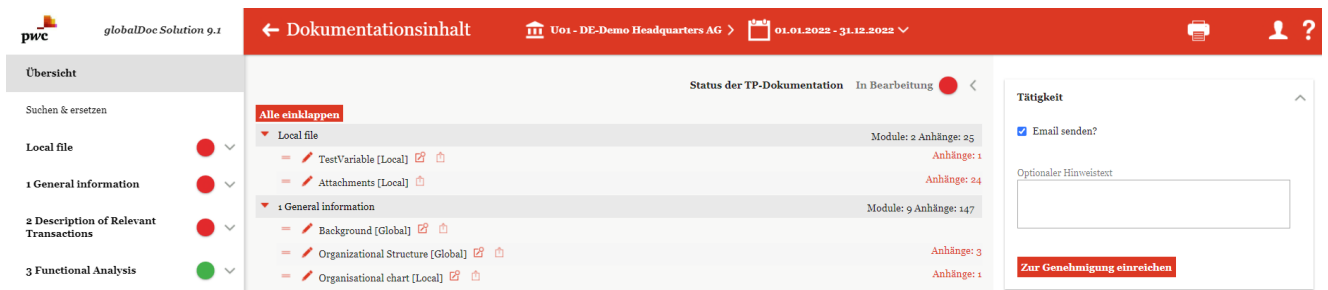 pwc
globalDoc Solution 9.1
← Dokumentationsinhalt
U01 - DE-Demo Headquarters AG >
01.01.2022 - 31.12.2022
?
Übersicht
Suchen & ersetzen
Local file
1 General information
2 Description of Relevant
Transactions
3 Functional Analysis
Status der TP-Dokumentation In Bearbeitung
Alle einklappen
Local file Module: 2 Anhänge: 25
TestVariable [Local] Anhänge: 1
Attachments [Local] Anhänge: 24
1 General information Module: 9 Anhänge: 147
Background [Global]
Organizational Structure [Global] Anhänge: 3
Organisational chart [Local] Anhänge: 1
Tätigkeit
Email senden?
Optionaler Hinweistext
Zur Genehmigung einreichen